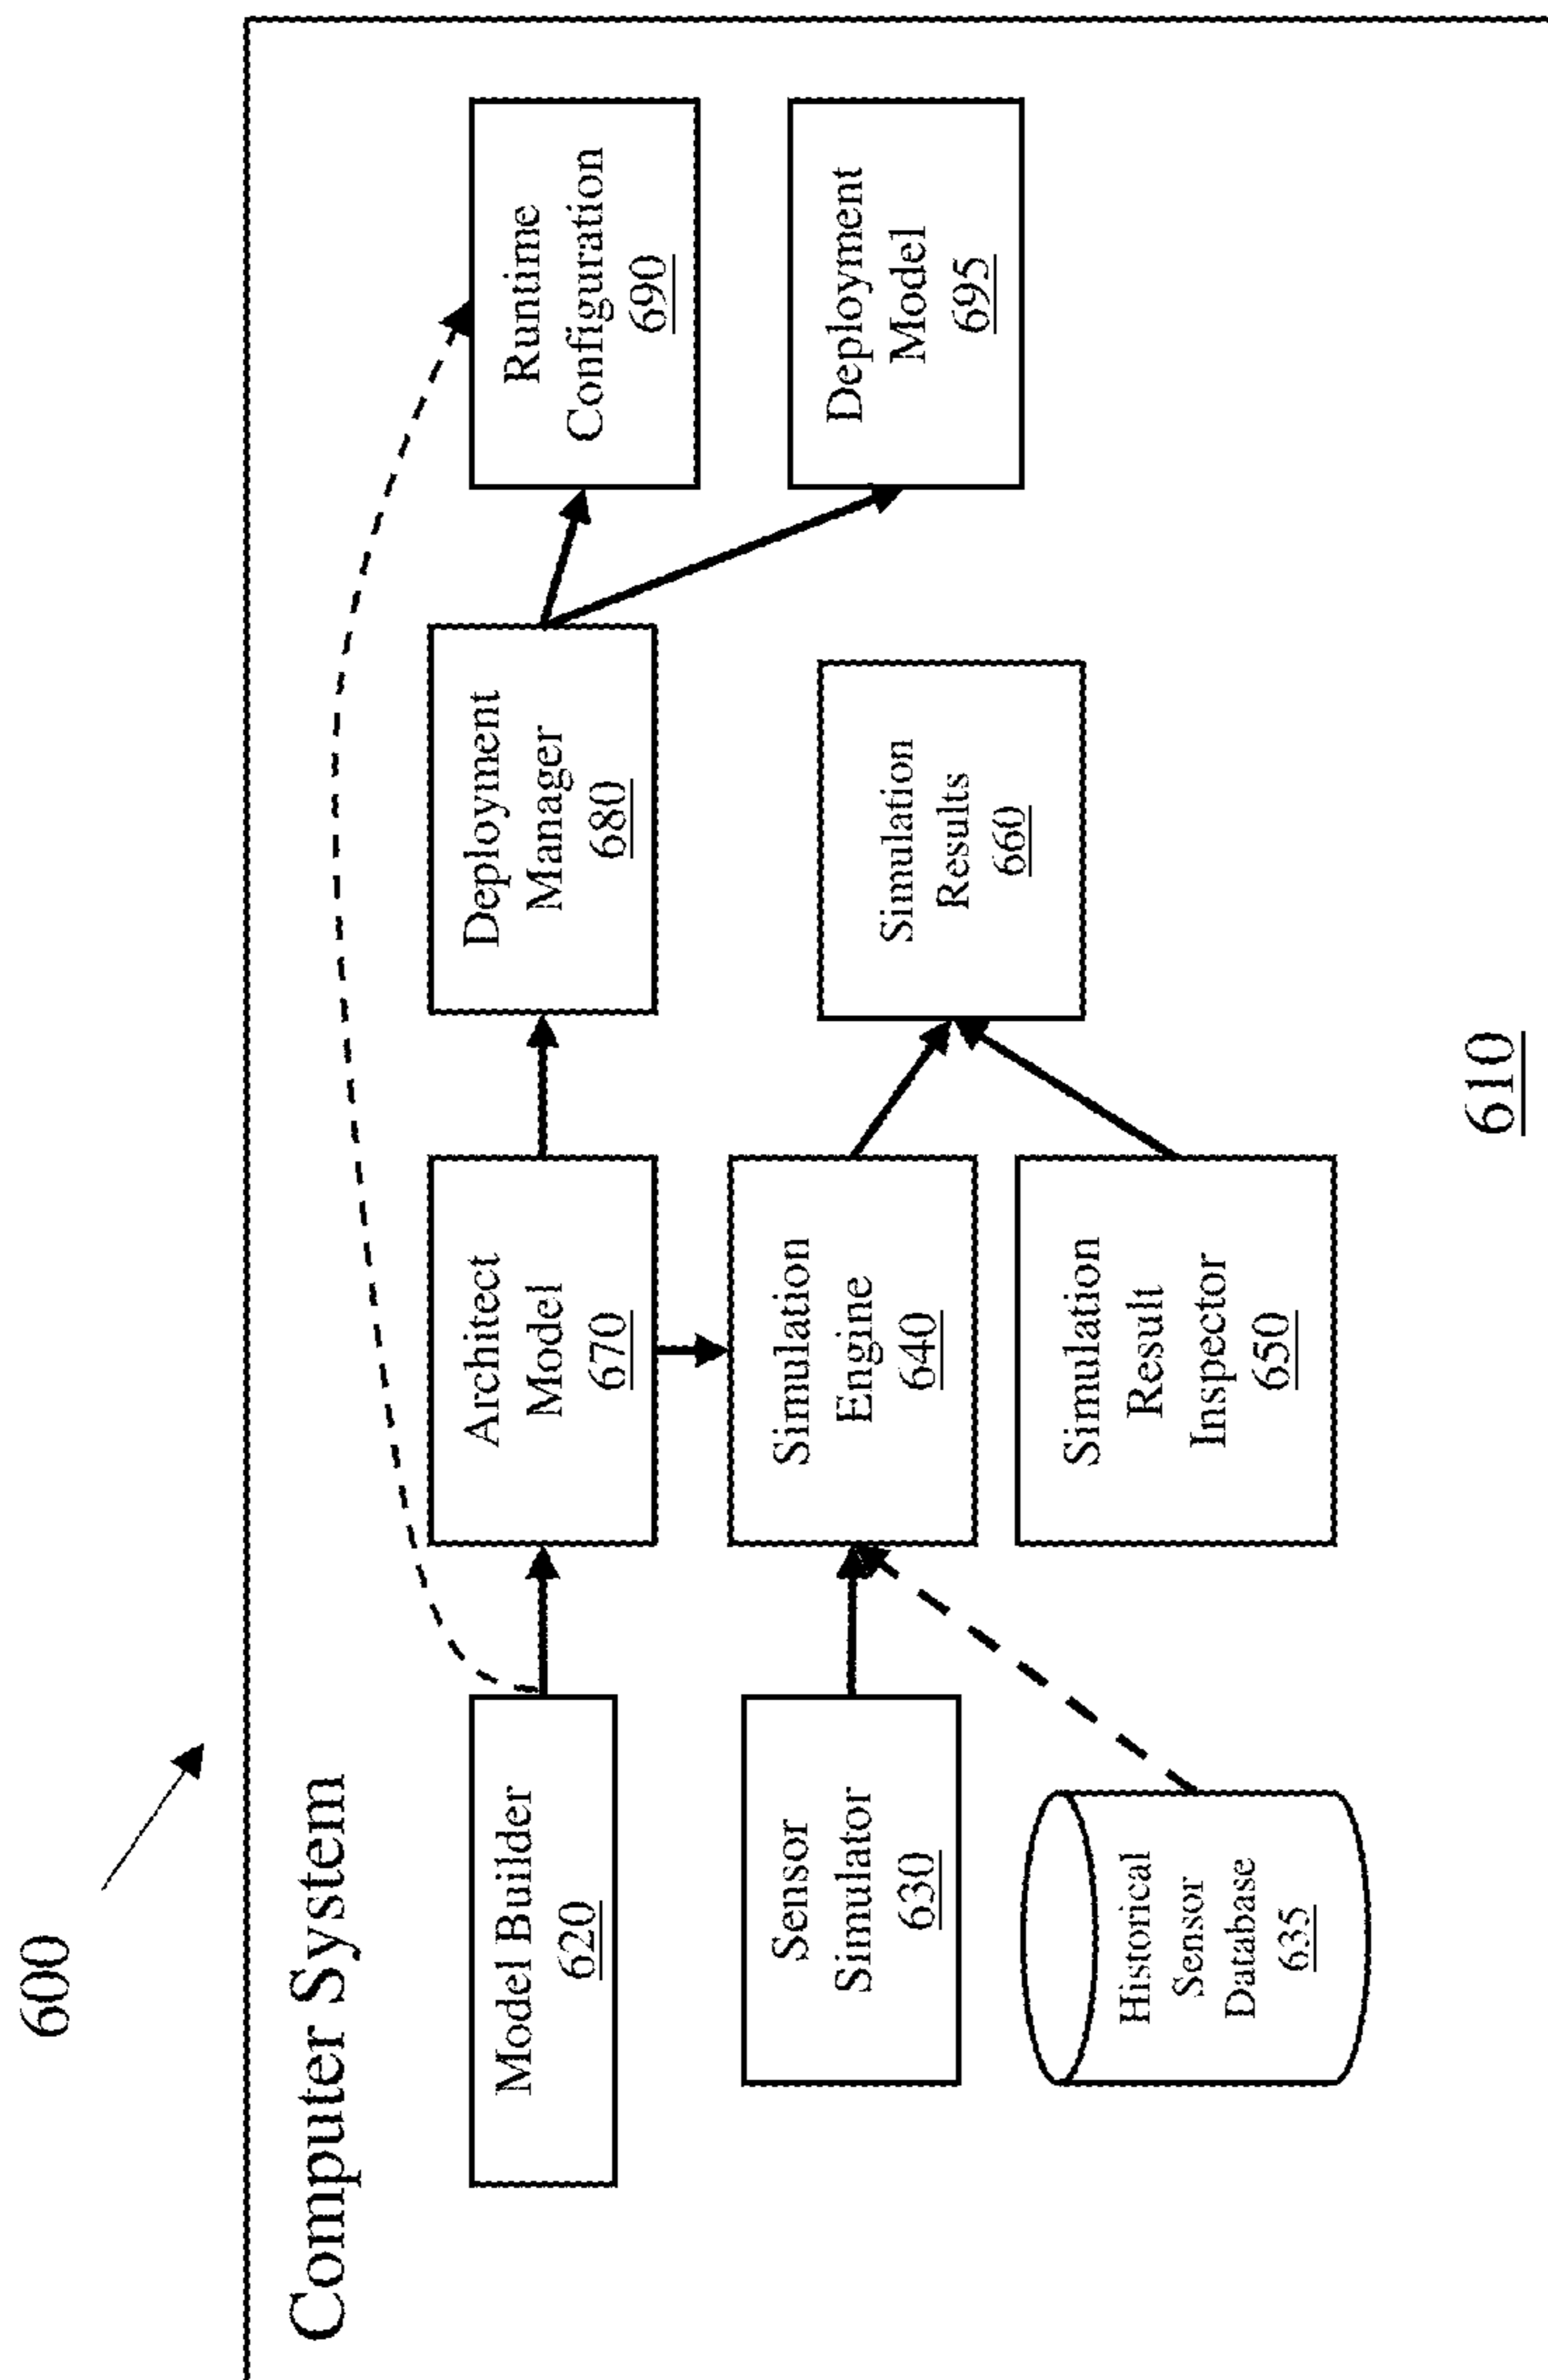 600
Computer System
Model Builder
620
Architect
Model
670
Deployment
Manager
680
Runtime
Configuration
690
Sensor
Simulator
630
Simulation
Engine
640
Simulation
Results
660
Deployment
Model
695
Historical
Sensor
Database
635
Simulation
Result
Inspector
650
610